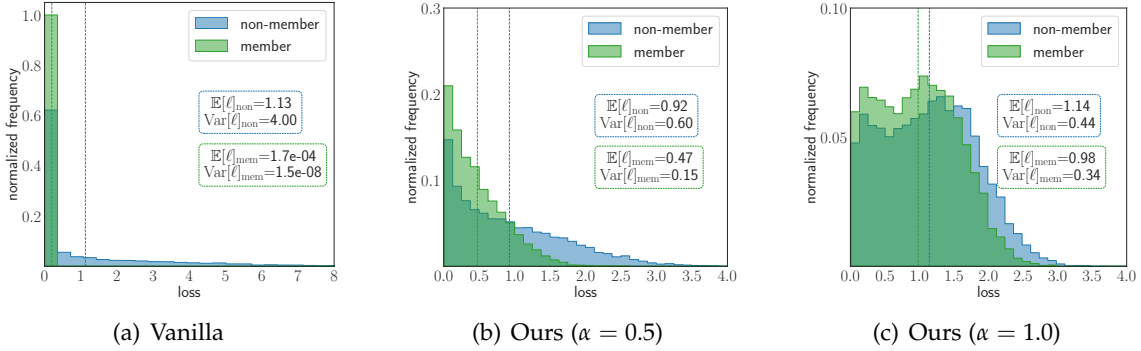 1.0
0.8
0.6
0.4
0.2
normalized frequency
non-member
member
𝔼[ℓ]non=1.13
Var[ℓ]non=4.00
𝔼[ℓ]mem=1.7e-04
Var[ℓ]mem=1.5e-08
0 1 2 3 4 5 6 7 8
loss
(a) Vanilla
0.3
0.2
0.1
normalized frequency
non-member
member
𝔼[ℓ]non=0.92
Var[ℓ]non=0.60
𝔼[ℓ]mem=0.47
Var[ℓ]mem=0.15
0.0 0.5 1.0 1.5 2.0 2.5 3.0 4.0
loss
(b) Ours (α = 0.5)
0.10
0.05
normalized frequency
non-member
member
𝔼[ℓ]non=1.14
Var[ℓ]non=0.44
𝔼[ℓ]mem=0.98
Var[ℓ]mem=0.34
0.0 0.5 1.0 1.5 2.0 2.5 3.0 4.0
loss
(c) Ours (α = 1.0)